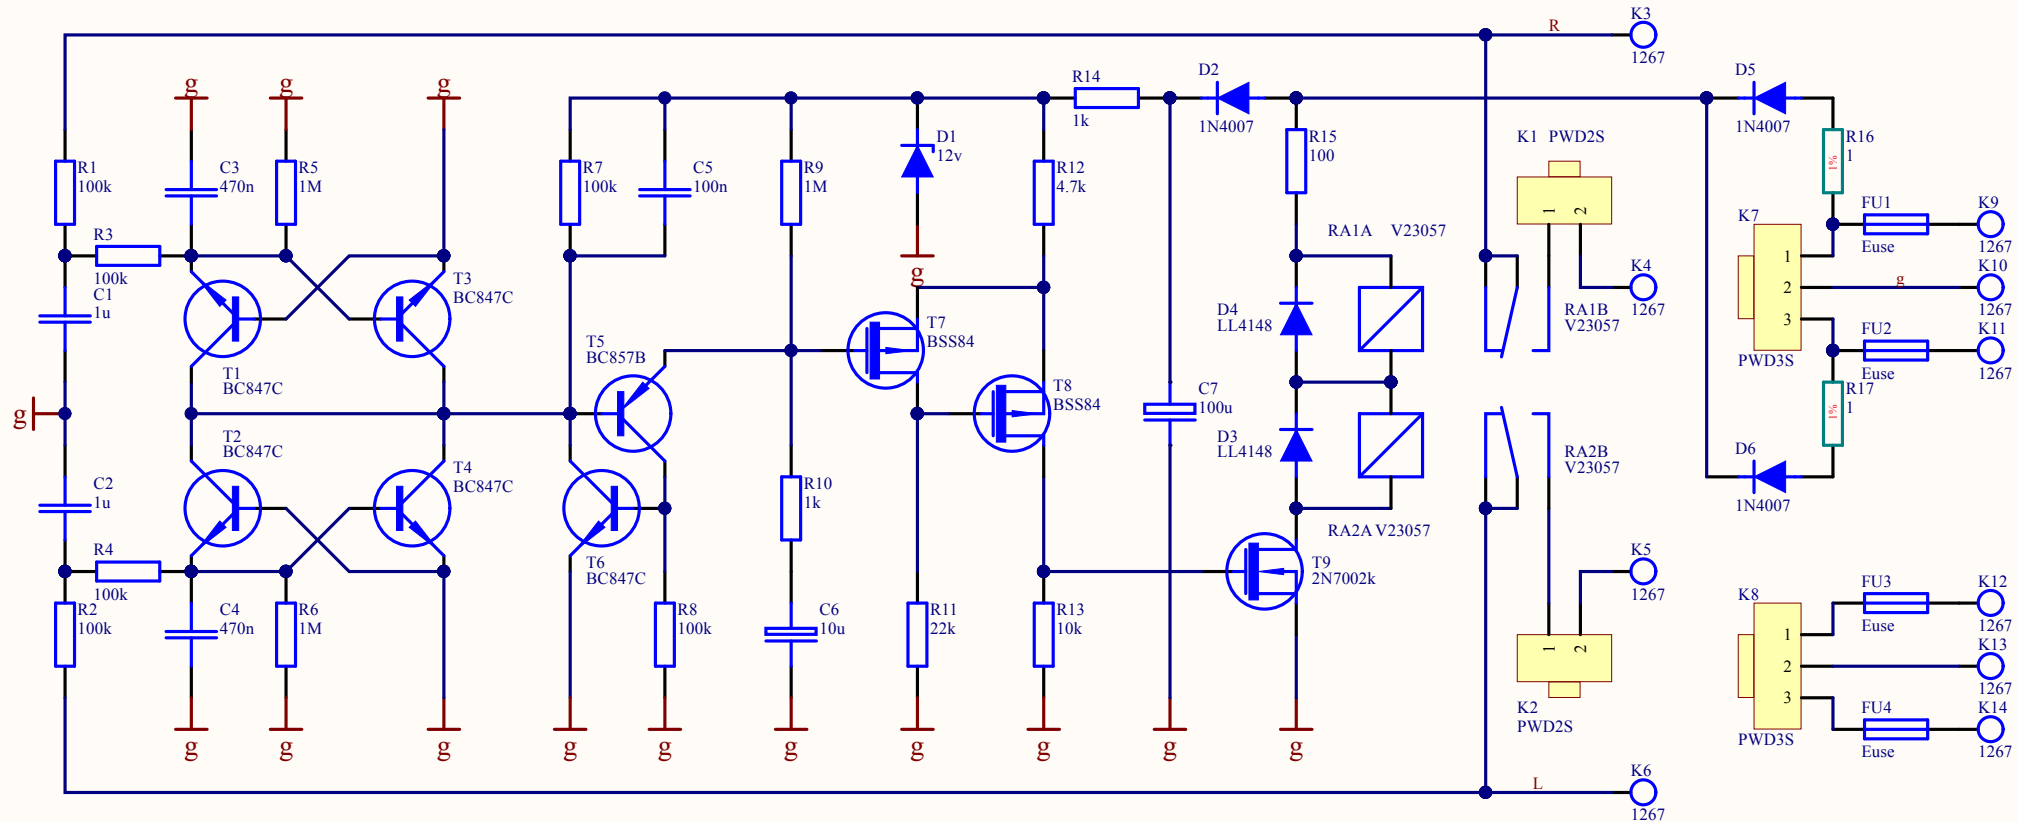 K3
R
1267
R14
1k
D2
1N4007
D5
1N4007
g
g
g
D1
12v
R15
100
K1 PWD2S
R16
1
1%
R1
100k
C3
470n
R5
1M
R7
100k
C5
100n
R9
1M
R12
4.7k
1
2
K7
FU1
Euse
K9
1267
R3
100k
T3
BC847C
RA1A V23057
1
2
3
PWD3S
g
K10
1267
K4
1267
g
C1
1u
D4
LL4148
RA1B
V23057
FU2
Euse
K11
1267
T5
BC857B
T7
BSS84
T1
BC847C
T8
BSS84
C7
100u
R17
1
1%
g
T2
BC847C
T4
BC847C
D3
LL4148
RA2B
V23057
D6
1N4007
C2
1u
R10
1k
RA2A V23057
R4
100k
T6
BC847C
T9
2N7002k
K5
1267
R2
100k
C4
470n
R6
1M
R8
100k
C6
10u
R11
22k
R13
10k
K8
1
2
3
PWD3S
FU3
Euse
K12
1267
K13
1267
1
2
K2
PWD2S
FU4
Euse
K14
1267
g
g
g
g
g
g
g
g
g
g
L
K6
1267